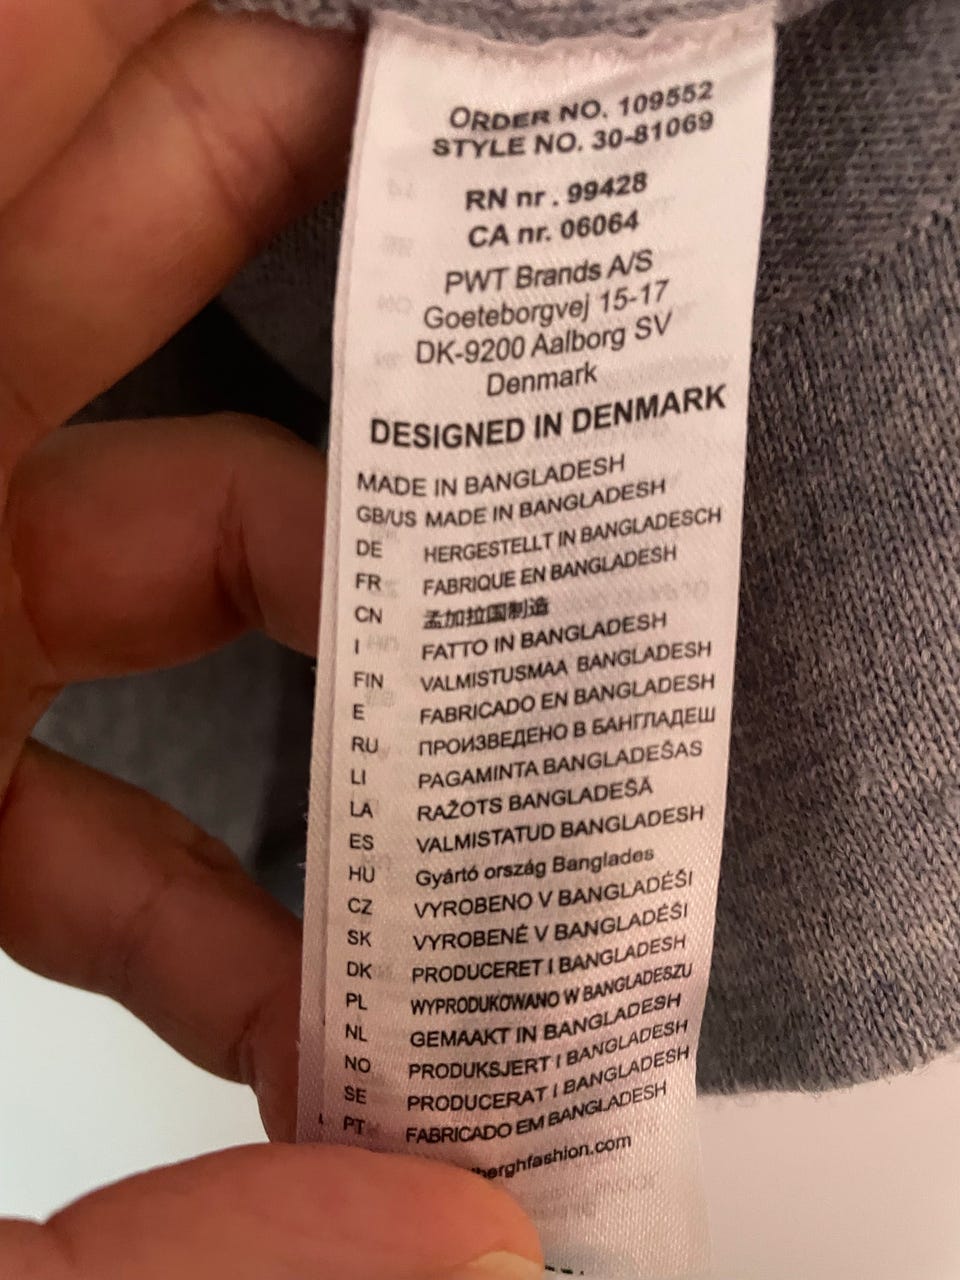 ORDER NO. 109552
STYLE NO. 30-81069
RN nr . 99428
CA nr. 06064
PWT Brands A/S
Goeteborgvej 15-17
DK-9200 Aalborg SV
Denmark
DESIGNED IN DENMARK
MADE IN BANGLADESH
GB/US MADE IN BANGLADESH
DE HERGESTELLT IN BANGLADESCH
FR FABRIQUE EN BANGLADESH
CN 孟加拉国制造
I FATTO IN BANGLADESH
FIN VALMISTUSMAA BANGLADESH
E FABRICADO EN BANGLADESH
RU ПРОИЗВЕДЕНО В БАНГЛАДЕШ
LI PAGAMINTA BANGLADEŠAS
LA RAŽOTS BANGLADEŠĀ
ES VALMISTATUD BANGLADESH
HU Gyártó ország Banglades
CZ VYROBENO V BANGLADÉŠI
SK VYROBENÉ V BANGLADÉŠI
DK PRODUCERET I BANGLADESH
PL WYPRODUKOWANO W BANGLADESZU
NL GEMAAKT IN BANGLADESH
NO PRODUKSJERT I BANGLADESH
SE PRODUCERAT I BANGLADESH
PT FABRICADO EM BANGLADESH
berghfashion.com